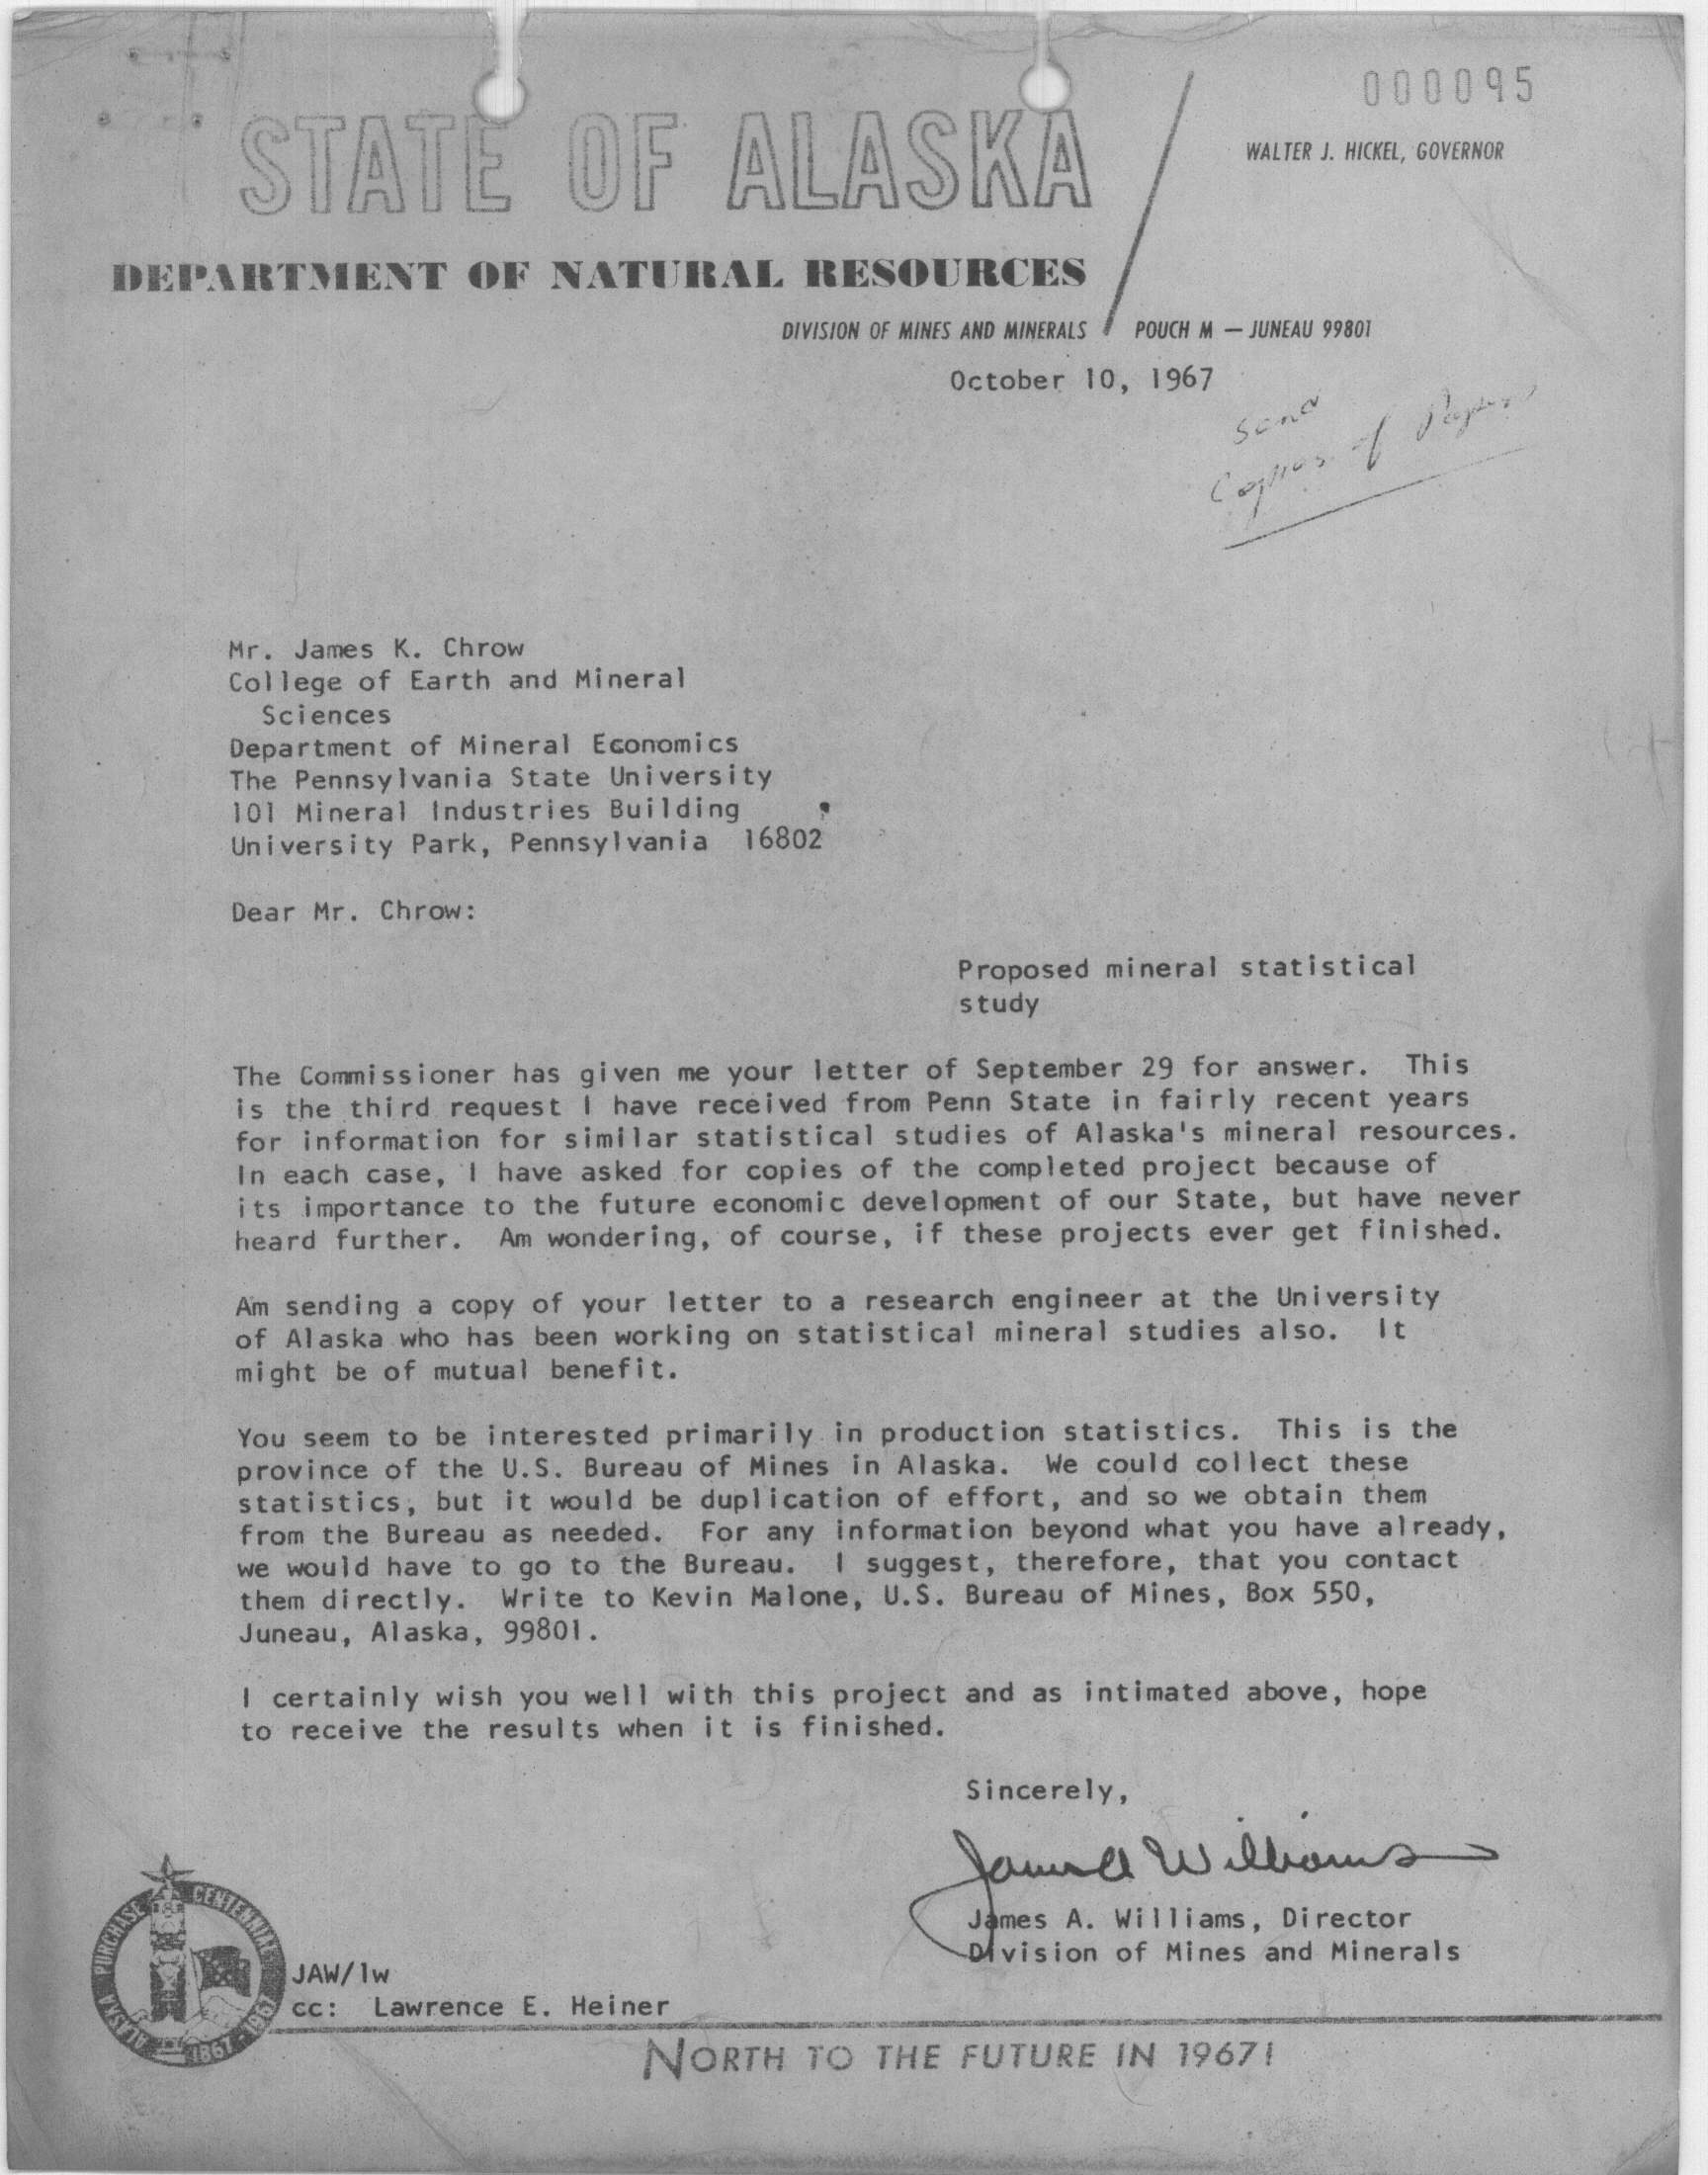 000095
STATE OF ALASKA
WALTER J. HICKEL, GOVERNOR
DEPARTMENT OF NATURAL RESOURCES
DIVISION OF MINES AND MINERALS / POUCH M — JUNEAU 99801
October 10, 1967
Send
Copies of Papers
Mr. James K. Chrow
College of Earth and Mineral
Sciences
Department of Mineral Economics
The Pennsylvania State University
101 Mineral Industries Building
University Park, Pennsylvania 16802
Dear Mr. Chrow:
Proposed mineral statistical
study
The Commissioner has given me your letter of September 29 for answer. This
is the third request I have received from Penn State in fairly recent years
for information for similar statistical studies of Alaska's mineral resources.
In each case, I have asked for copies of the completed project because of
its importance to the future economic development of our State, but have never
heard further. Am wondering, of course, if these projects ever get finished.
Am sending a copy of your letter to a research engineer at the University
of Alaska who has been working on statistical mineral studies also. It
might be of mutual benefit.
You seem to be interested primarily in production statistics. This is the
province of the U.S. Bureau of Mines in Alaska. We could collect these
statistics, but it would be duplication of effort, and so we obtain them
from the Bureau as needed. For any information beyond what you have already,
we would have to go to the Bureau. I suggest, therefore, that you contact
them directly. Write to Kevin Malone, U.S. Bureau of Mines, Box 550,
Juneau, Alaska, 99801.
I certainly wish you well with this project and as intimated above, hope
to receive the results when it is finished.
Sincerely,
James A Williams
James A. Williams, Director
Division of Mines and Minerals
ALASKA PURCHASE CENTENNIAL 1867-1967
JAW/lw
cc: Lawrence E. Heiner
NORTH TO THE FUTURE IN 1967!